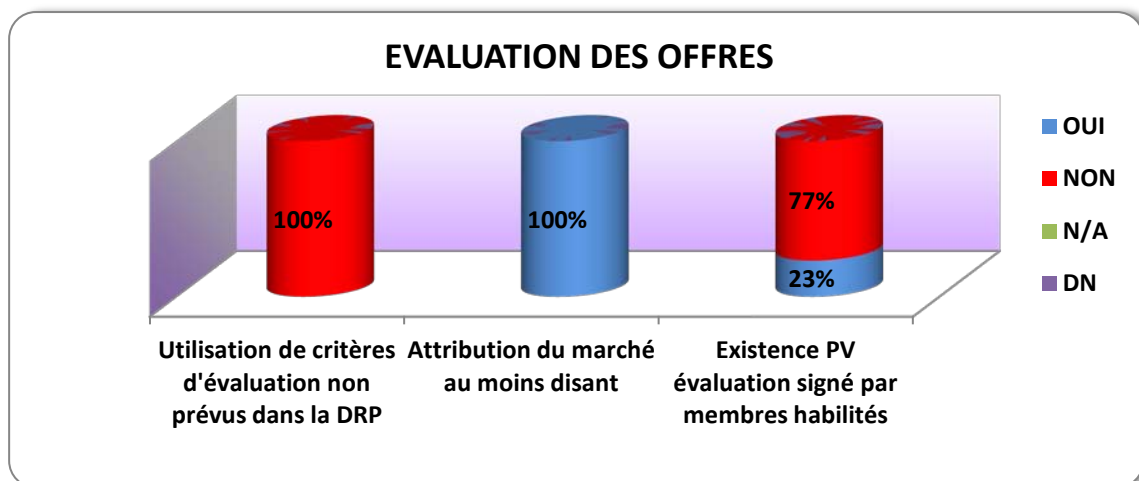 EVALUATION DES OFFRES
100%
100%
77%
23%
OUI
NON
N/A
DN
Utilisation de critères
d'évaluation non
prévus dans la DRP
Attribution du marché
au moins disant
Existence PV
évaluation signé par
membres habilités